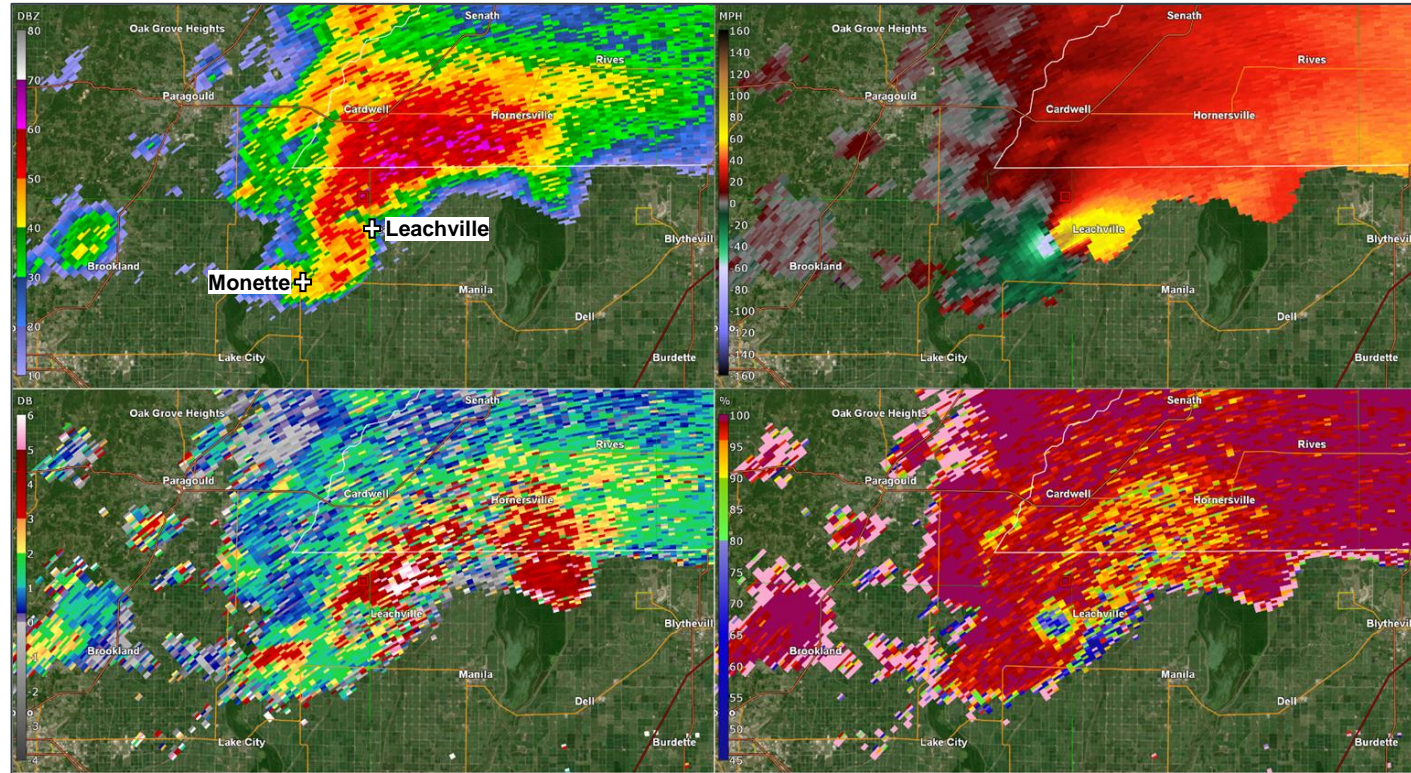 DBZ
80
70
60
50
40
30
20
10
Oak Grove Heights
Senath
Rives
Paragould
Cardwell
Hornersville
Leachville
Monette
Brookland
Blythevill
Manila
Dell
Lake City
Burdette
MPH
160
140
120
100
80
60
40
20
0
-20
-40
-60
-80
-100
-120
-140
-160
Oak Grove Heights
Senath
Rives
Paragould
Cardwell
Hornersville
Leachville
Brookland
Blythevill
Manila
Dell
Lake City
Burdette
DB
6
5
4
3
2
1
0
-1
-2
-3
-4
Oak Grove Heights
Senath
Rives
Paragould
Cardwell
Hornersville
Leachville
Brookland
Blythevill
Manila
Dell
Lake City
Burdette
%
100
95
90
85
80
75
70
65
60
55
50
45
Oak Grove Heights
Senath
Rives
Paragould
Cardwell
Hornersville
Leachville
Brookland
Blythevill
Manila
Dell
Lake City
Burdette